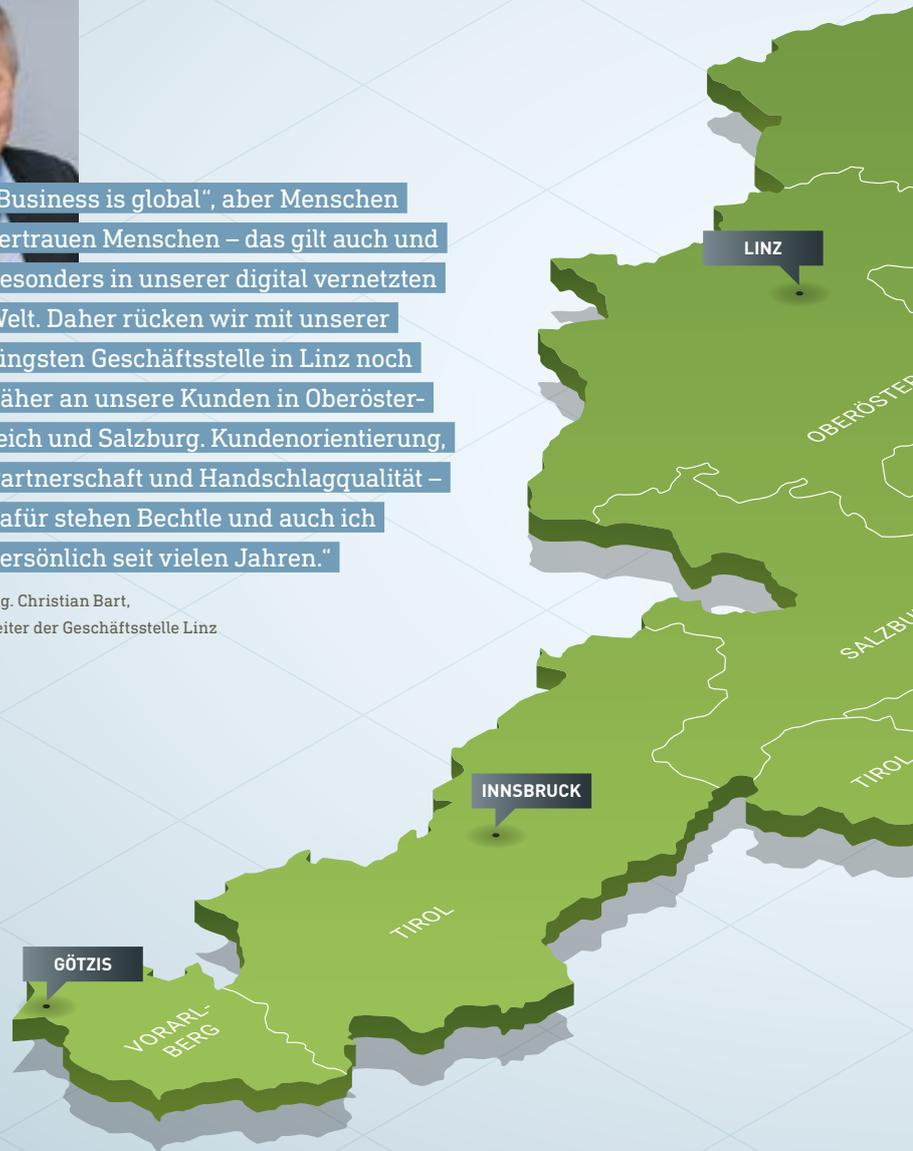 Business is global“, aber Menschen
ertrauen Menschen – das gilt auch und
esonders in unserer digital vernetzten
Welt. Daher rücken wir mit unserer
üngsten Geschäftsstelle in Linz noch
äher an unsere Kunden in Oberöster-
eich und Salzburg. Kundenorientierung,
artnerschaft und Handschlagqualität –
afür stehen Bechtle und auch ich
ersönlich seit vielen Jahren.“
g. Christian Bart,
eiter der Geschäftsstelle Linz
LINZ
OBERÖSTER
SALZBU
TIROL
INNSBRUCK
TIROL
GÖTZIS
VORARL-
BERG